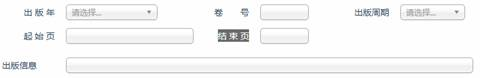 出 版 年 请选择... 卷 号 出版周期 请选择...
起 始 页 结 束 页
出版信息